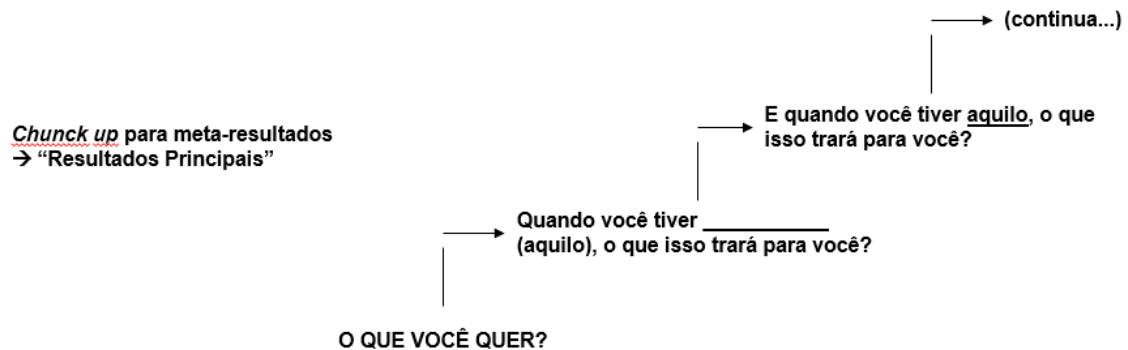 (continua...)
E quando você tiver aquilo, o que
isso trará para você?
Chunck up para meta-resultados
→ “Resultados Principais”
Quando você tiver ___________
(aquilo), o que isso trará para você?
O QUE VOCÊ QUER?